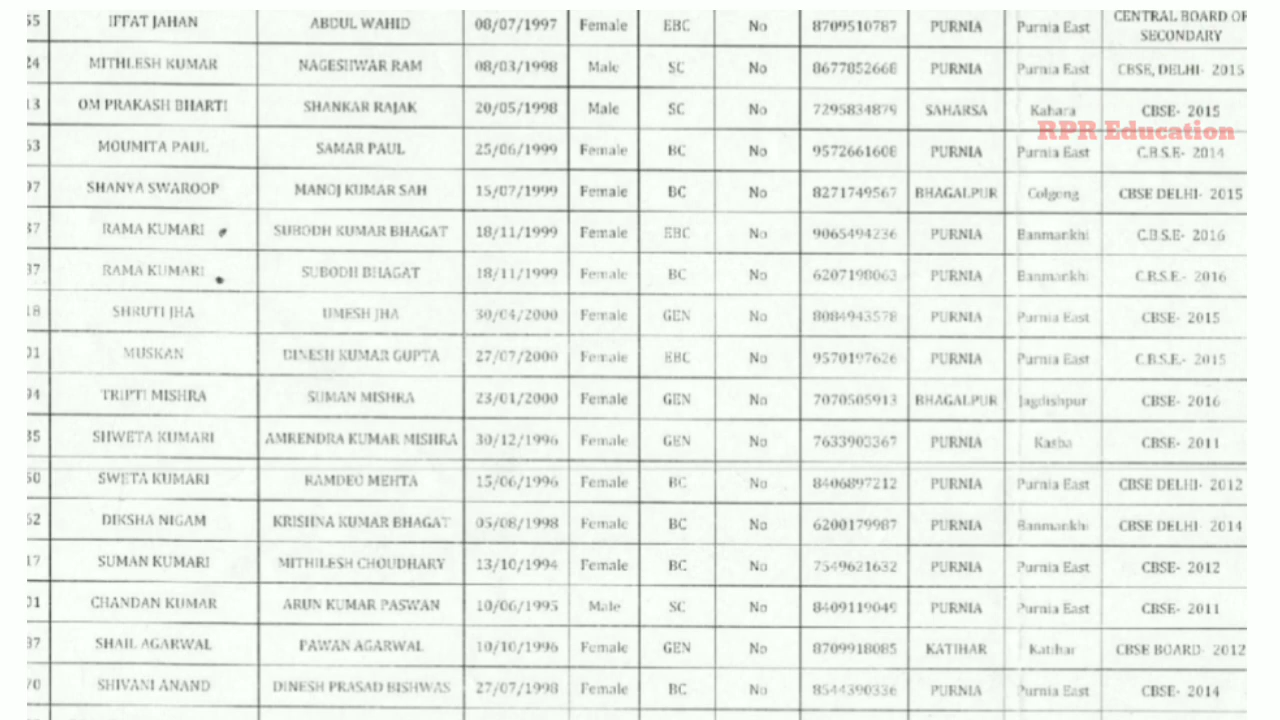 55 IFFAT JAHAN ABDUL WAHID 08/07/1997 Female EBC No 8709510787 PURNIA Purnia East CENTRAL BOARD OF SECONDARY
24 MITHLESH KUMAR NAGESHWAR RAM 08/03/1998 Male SC No 8677852668 PURNIA Purnia East CBSE, DELHI- 2015
13 OM PRAKASH BHARTI SHANKAR RAJAK 20/05/1998 Male SC No 7295834879 SAHARSA Kahara CBSE- 2015
RPR Education
53 MOUMITA PAUL SAMAR PAUL 25/06/1999 Female BC No 9572661608 PURNIA Purnia East C.B.S.E- 2014
97 SHANYA SWAROOP MANOJ KUMAR SAH 15/07/1999 Female BC No 8271749567 BHAGALPUR Colgong CBSE DELHI- 2015
37 RAMA KUMARI SUBODH KUMAR BHAGAT 18/11/1999 Female EBC No 9065494236 PURNIA Banmankhi C.B.S.E- 2016
37 RAMA KUMARI SUBODH BHAGAT 18/11/1999 Female BC No 6207198063 PURNIA Banmankhi C.B.S.E.- 2016
18 SHRUTI JHA UMESH JHA 30/04/2000 Female GEN No 8084943578 PURNIA Purnia East CBSE- 2015
01 MUSKAN DINESH KUMAR GUPTA 27/07/2000 Female EBC No 9570197626 PURNIA Purnia East C.B.S.E.- 2015
94 TRIPTI MISHRA SUMAN MISHRA 23/01/2000 Female GEN No 7070505913 BHAGALPUR Jagdishpur CBSE- 2016
35 SHWETA KUMARI AMRENDRA KUMAR MISHRA 30/12/1996 Female GEN No 7633903367 PURNIA Kasba CBSE- 2011
50 SWETA KUMARI RAMDEO MEHTA 15/06/1996 Female BC No 8406897212 PURNIA Purnia East CBSE DELHI- 2012
62 DIKSHA NIGAM KRISHNA KUMAR BHAGAT 05/08/1998 Female BC No 6200179987 PURNIA Banmankhi CBSE DELHI- 2014
17 SUMAN KUMARI MITHILESH CHOUDHARY 13/10/1994 Female BC No 7549621632 PURNIA Purnia East CBSE- 2012
01 CHANDAN KUMAR ARUN KUMAR PASWAN 10/06/1995 Male SC No 8409119049 PURNIA Purnia East CBSE- 2011
37 SHAIL AGARWAL PAWAN AGARWAL 10/10/1996 Female GEN No 8709918085 KATIHAR Katihar CBSE BOARD- 2012
70 SHIVANI ANAND DINESH PRASAD BISHWAS 27/07/1998 Female BC No 8544390336 PURNIA Purnia East CBSE- 2014